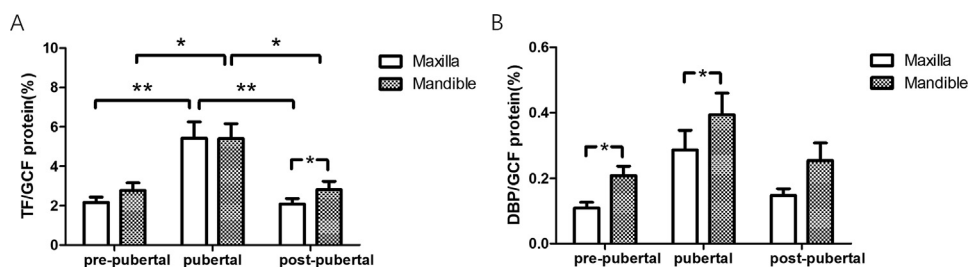 A
TF/GCF protein(%)
10
8
6
4
2
0
*
*
**
**
*
Maxilla
Mandible
pre-pubertal
pubertal
post-pubertal
B
DBP/GCF protein(%)
0.6
0.4
0.2
0.0
*
*
Maxilla
Mandible
pre-pubertal
pubertal
post-pubertal